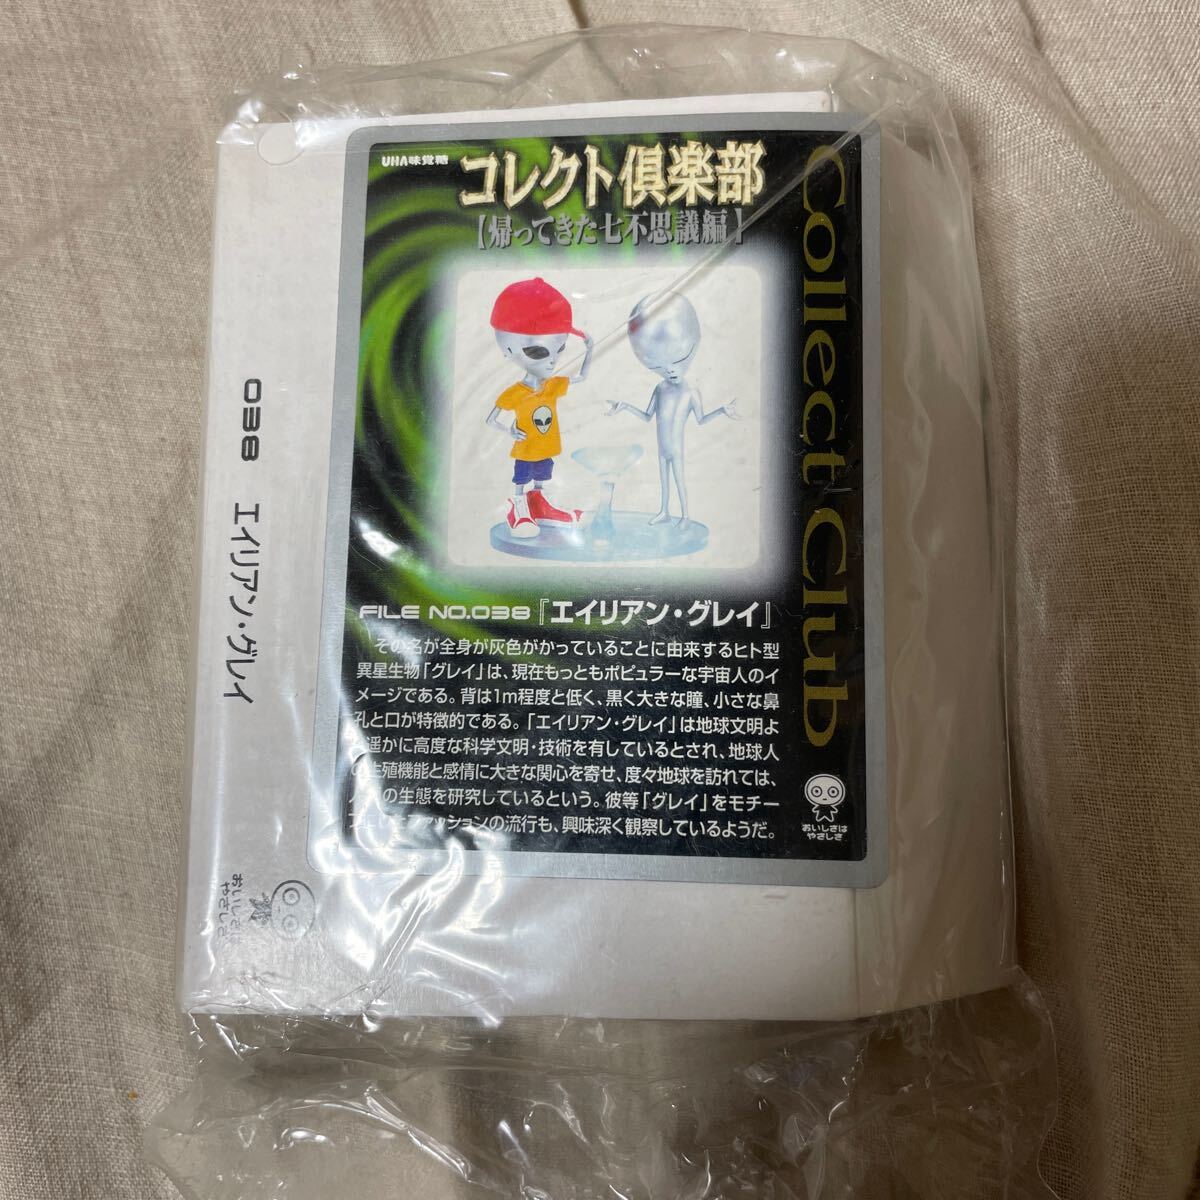 UHA味覚糖
コレクト倶楽部
【帰ってきた七不思議編】
Collect Club
FILE NO.038『エイリアン・グレイ』
その名が全身が灰色がかっていることに由来するヒト型
異星生物「グレイ」は、現在もっともポピュラーな宇宙人のイ
メージである。背は1m程度と低く、黒く大きな瞳、小さな鼻
孔と口が特徴的である。「エイリアン・グレイ」は地球文明よ
遥かに高度な科学文明・技術を有しているとされ、地球人
生殖機能と感情に大きな関心を寄せ、度々地球を訪れては、
の生態を研究しているという。彼等「グレイ」をモチー
ファッションの流行も、興味深く観察しているようだ。
おいしさは
やさしさ
038 エイリアン・グレイ
おいしさは
やさしさ